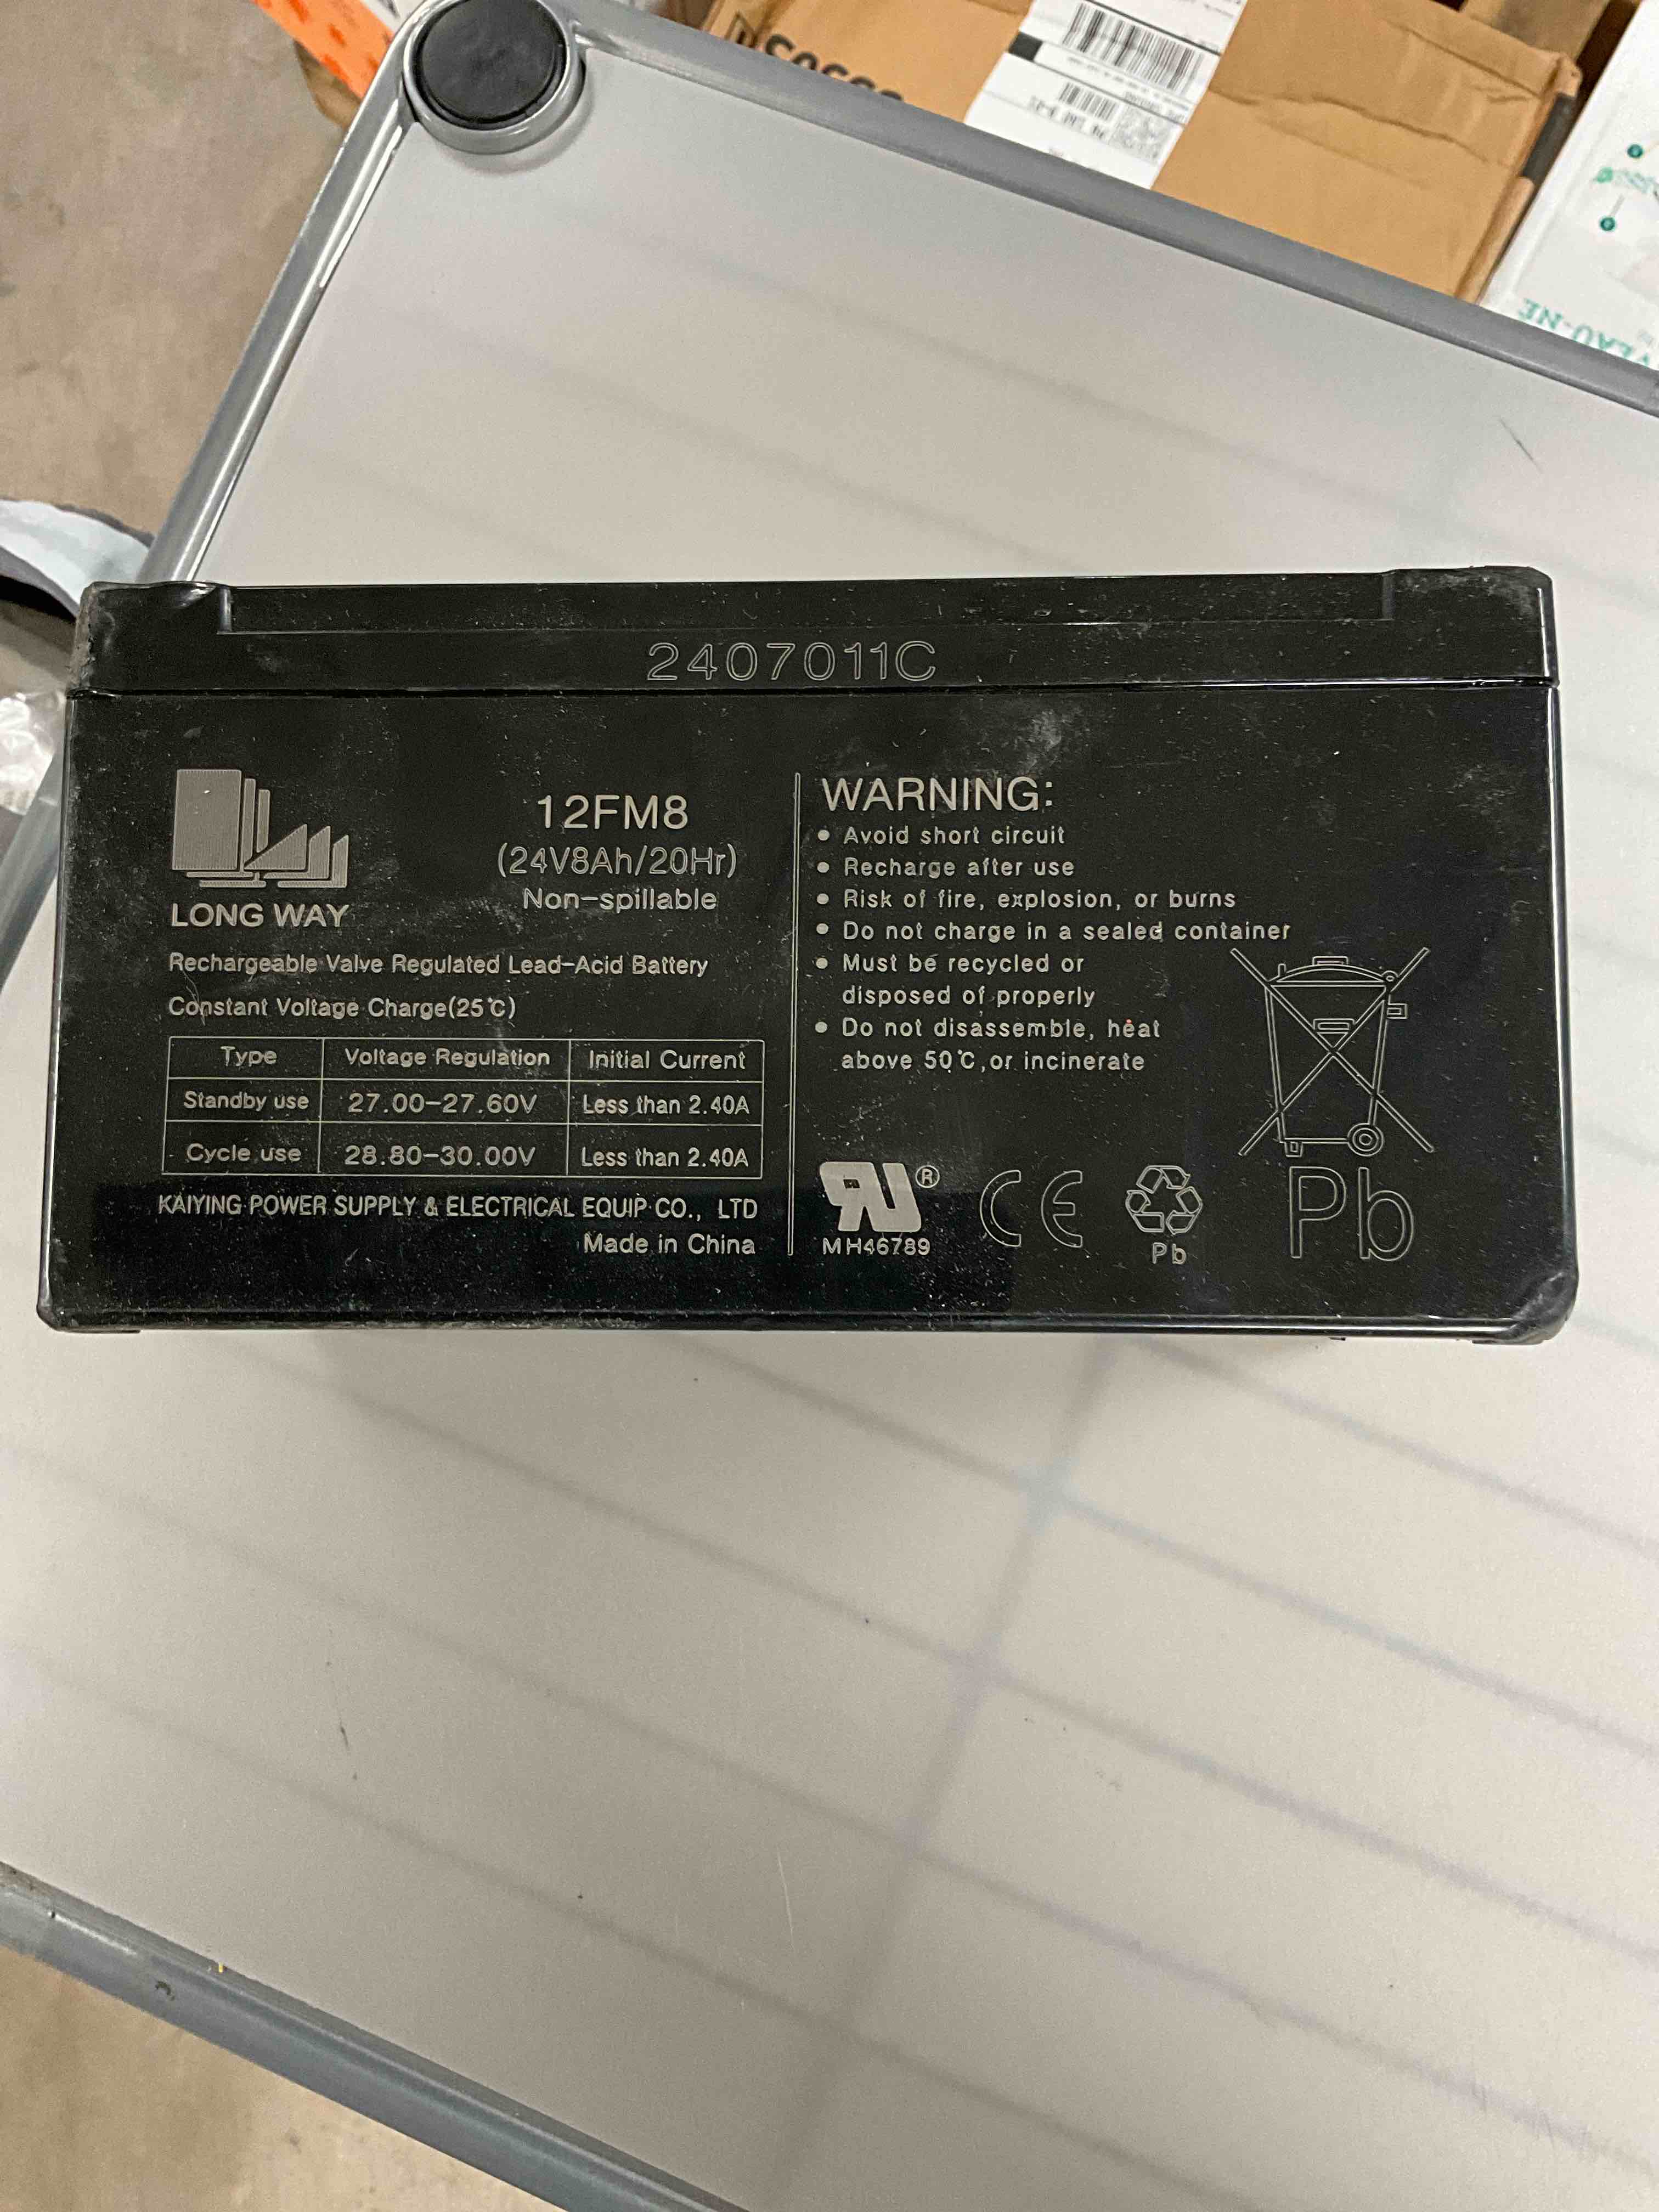 2407011C
LONG WAY
12FM8
(24V8Ah/20Hr)
Non-spillable
Rechargeable Valve Regulated Lead-Acid Battery
Constant Voltage Charge(25℃)
Type Voltage Regulation Initial Current
Standby use 27.00-27.60V Less than 2.40A
Cycle use 28.80-30.00V Less than 2.40A
KAIYING POWER SUPPLY & ELECTRICAL EQUIP CO., LTD
Made in China
WARNING:
• Avoid short circuit
• Recharge after use
• Risk of fire, explosion, or burns
• Do not charge in a sealed container
• Must be recycled or
disposed of properly
• Do not disassemble, heat
above 50℃,or incinerate
®
MH46789
CE
Pb
Pb